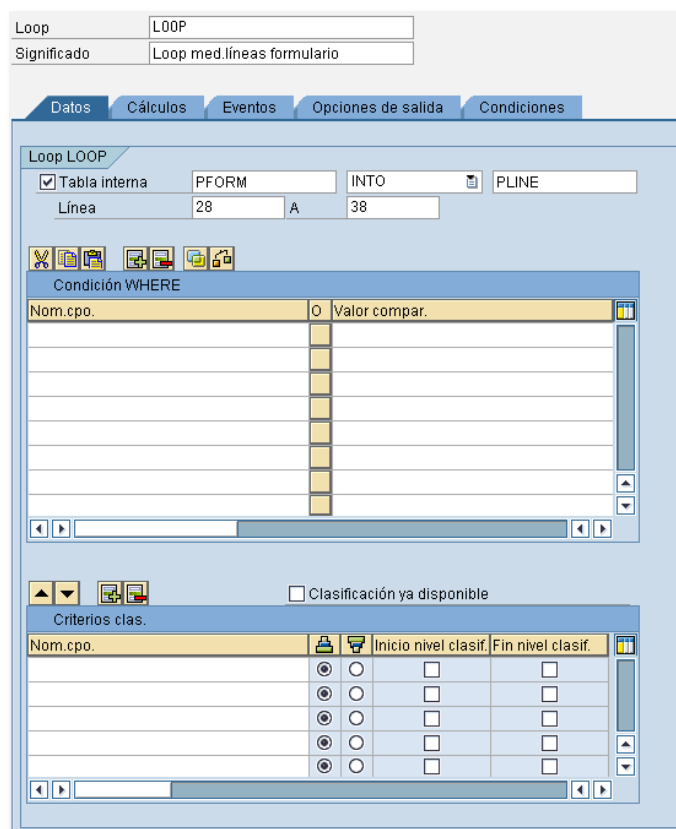 Loop LOOP
Significado Loop med.líneas formulario
Datos Cálculos Eventos Opciones de salida Condiciones
Loop LOOP
Tabla interna PFORM INTO PLINE
Línea 28 A 38
Condición WHERE
Nom.cpo. O Valor compar.
Clasificación ya disponible
Criterios clas.
Nom.cpo. Inicio nivel clasif. Fin nivel clasif.